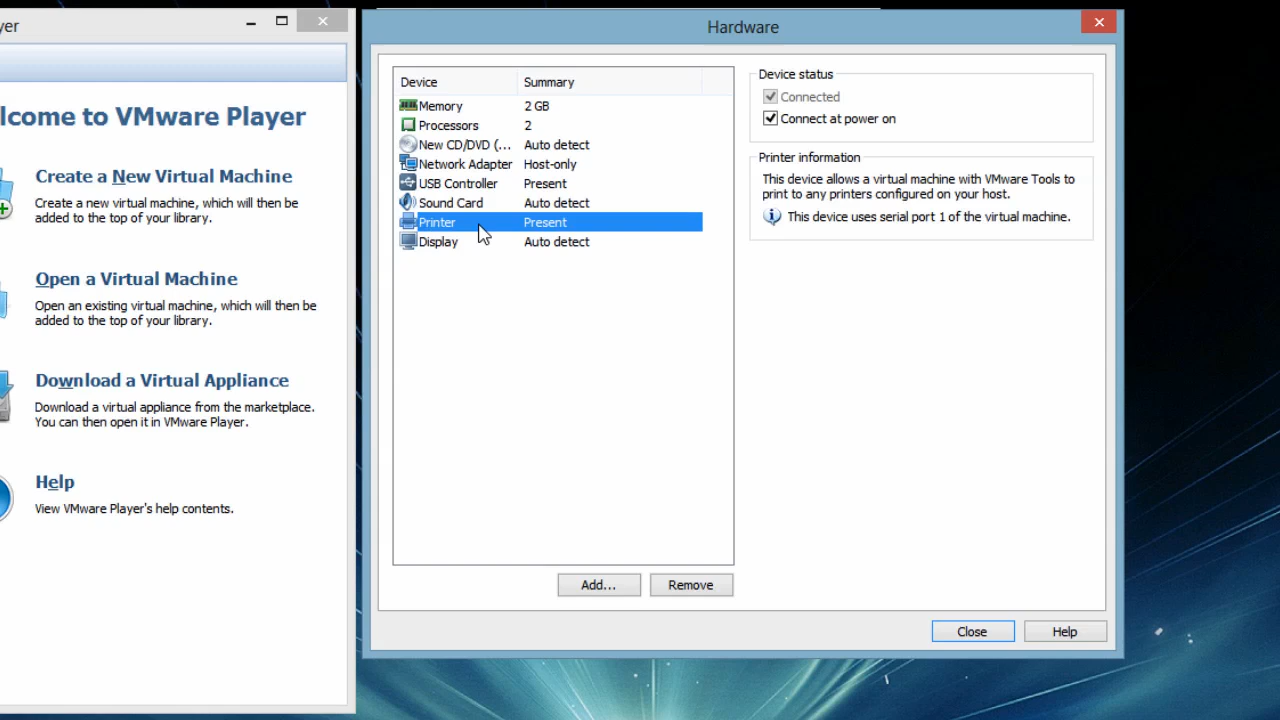 yer
Hardware
lcome to VMware Player
Create a New Virtual Machine
Create a new virtual machine, which will then be
added to the top of your library.
Open a Virtual Machine
Open an existing virtual machine, which will then be
added to the top of your library.
Download a Virtual Appliance
Download a virtual appliance from the marketplace.
You can then open it in VMware Player.
Help
View VMware Player's help contents.
Device Summary
Memory 2 GB
Processors 2
New CD/DVD (... Auto detect
Network Adapter Host-only
USB Controller Present
Sound Card Auto detect
Printer Present
Display Auto detect
Add... Remove
Device status
Connected
Connect at power on
Printer information
This device allows a virtual machine with VMware Tools to
print to any printers configured on your host.
This device uses serial port 1 of the virtual machine.
Close Help